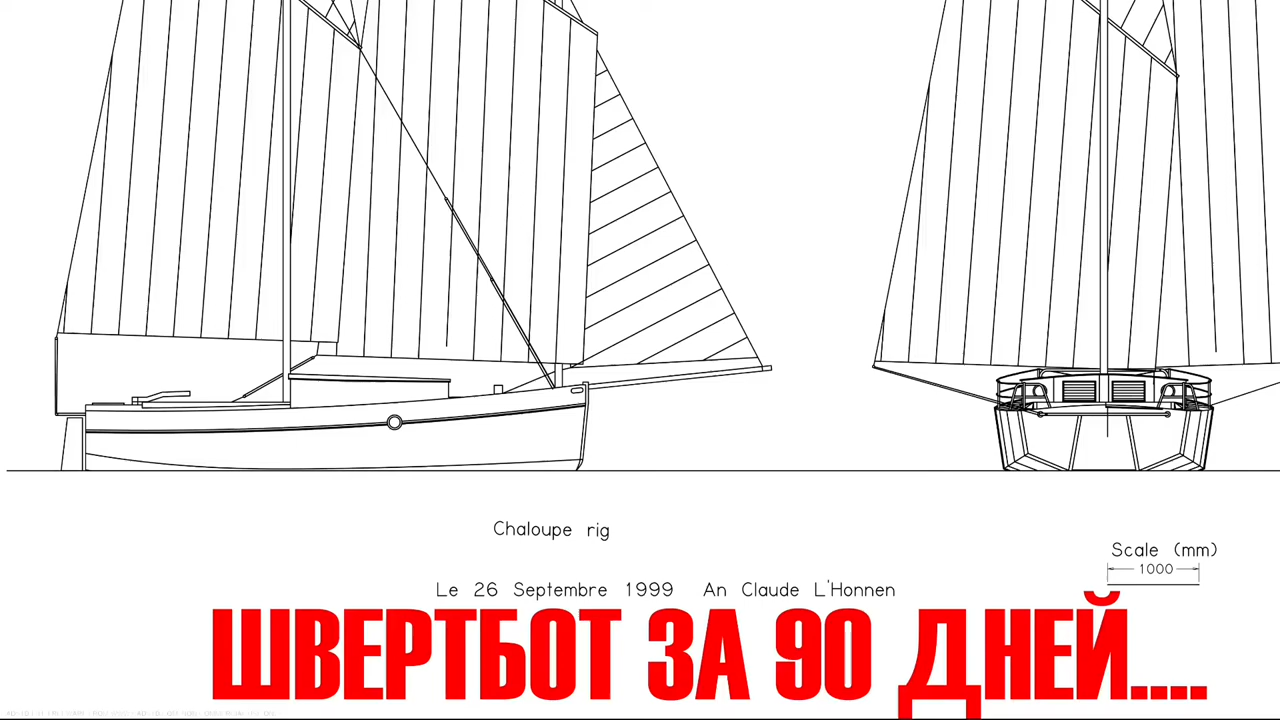 Chaloupe rig
Scale (mm)
1000
Le 26 Septembre 1999 An Claude L'Honnen
ШВЕРТБОТ ЗА 90 ДНЕЙ....